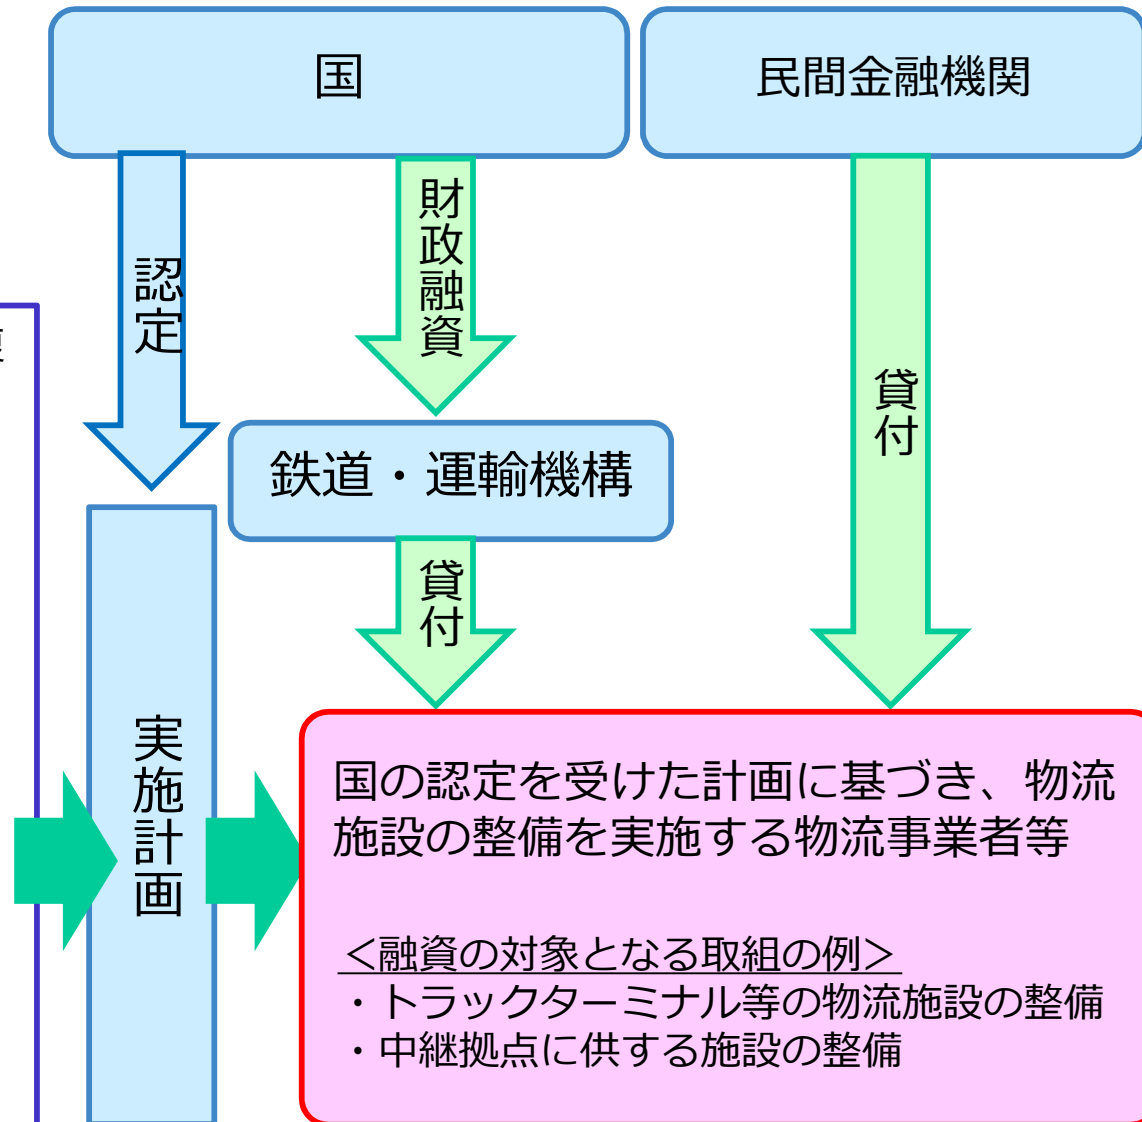 国
民間金融機関
認定
財政融資
貸付
鉄道・運輸機構
貸付
実施計画
国の認定を受けた計画に基づき、物流
施設の整備を実施する物流事業者等
<融資の対象となる取組の例>
・トラックターミナル等の物流施設の整備
・中継拠点に供する施設の整備